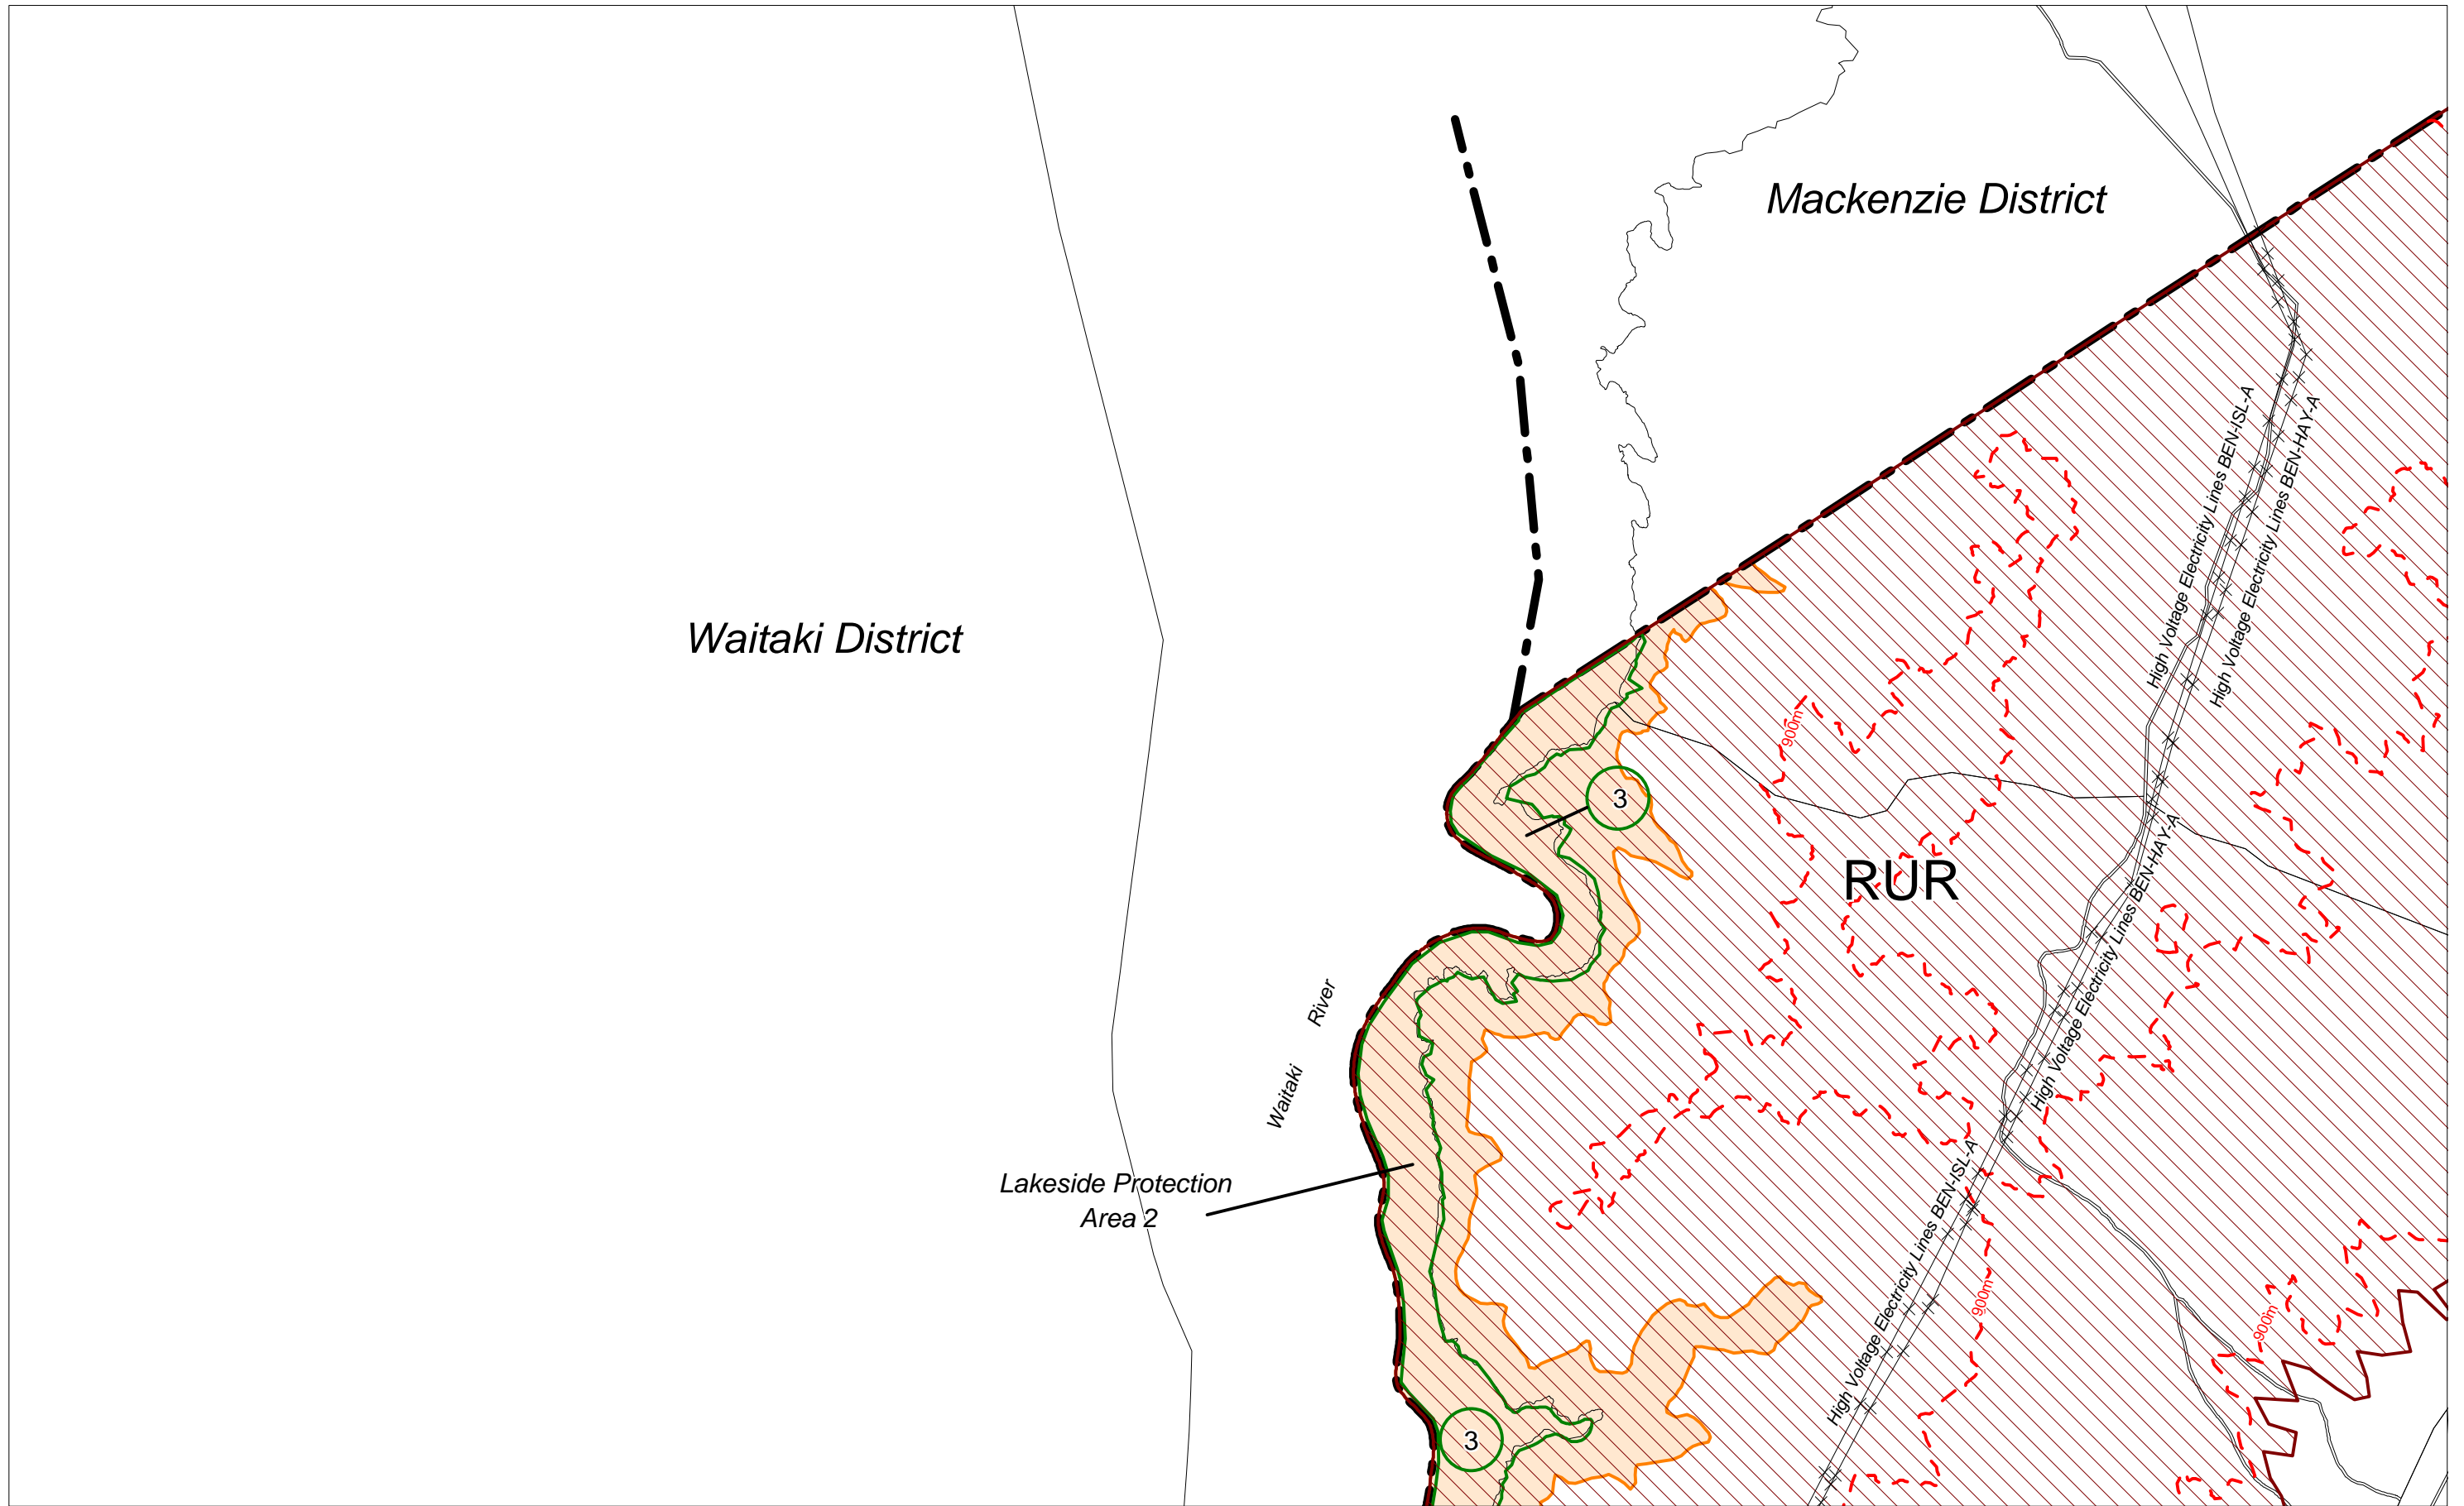 Mackenzie District
High Voltage Electricity Lines BEN-ISL-A
High Voltage Electricity Lines BEN-HAY-A
Waitaki District
900m
3
RUR
High Voltage Electricity Lines BEN-HAY-A
River
Waitaki
Lakeside Protection
Area 2
High Voltage Electricity Lines BEN-ISL-A
900m
900m
3